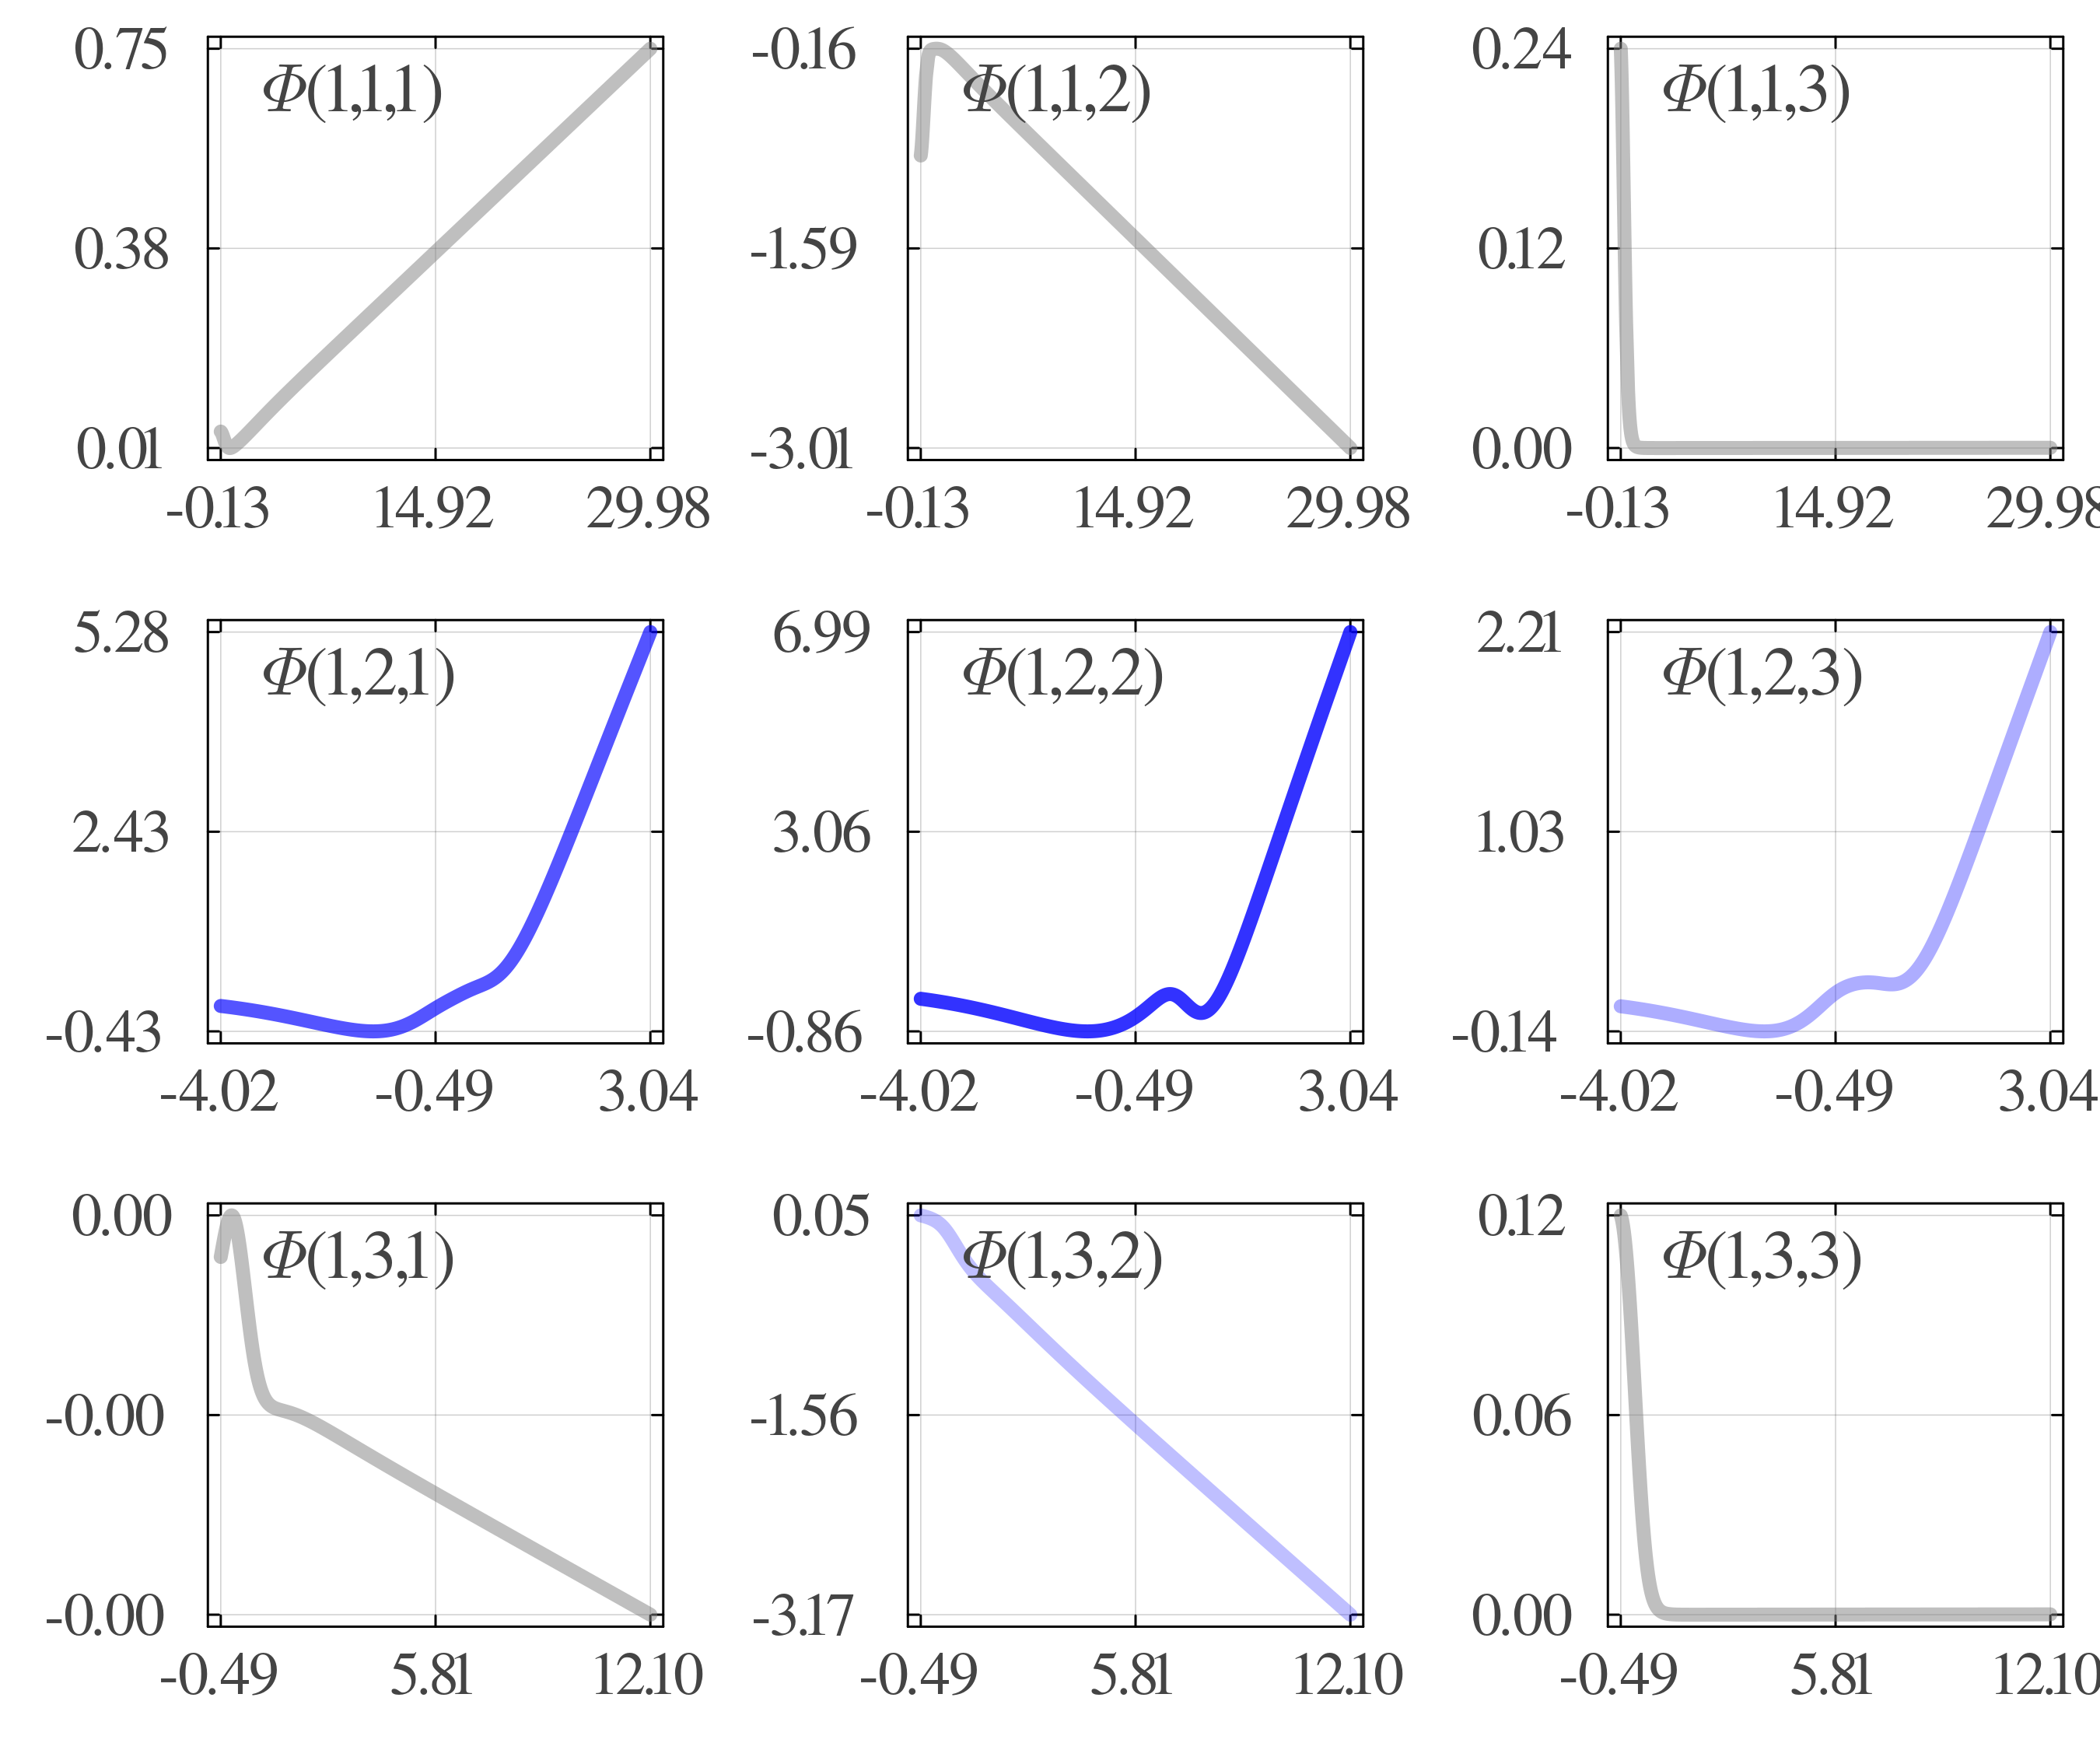 0.75 -0.16 0.24
Φ(1,1,1) Φ(1,1,2) Φ(1,1,3)
0.38 -1.59 0.12
0.01 -3.01 0.00
-0.13 14.92 29.98 -0.13 14.92 29.98 -0.13 14.92 29.98
5.28 6.99 2.21
Φ(1,2,1) Φ(1,2,2) Φ(1,2,3)
2.43 3.06 1.03
-0.43 -0.86 -0.14
-4.02 -0.49 3.04 -4.02 -0.49 3.04 -4.02 -0.49 3.04
0.00 0.05 0.12
Φ(1,3,1) Φ(1,3,2) Φ(1,3,3)
-0.00 -1.56 0.06
-0.00 -3.17 0.00
-0.49 5.81 12.10 -0.49 5.81 12.10 -0.49 5.81 12.10